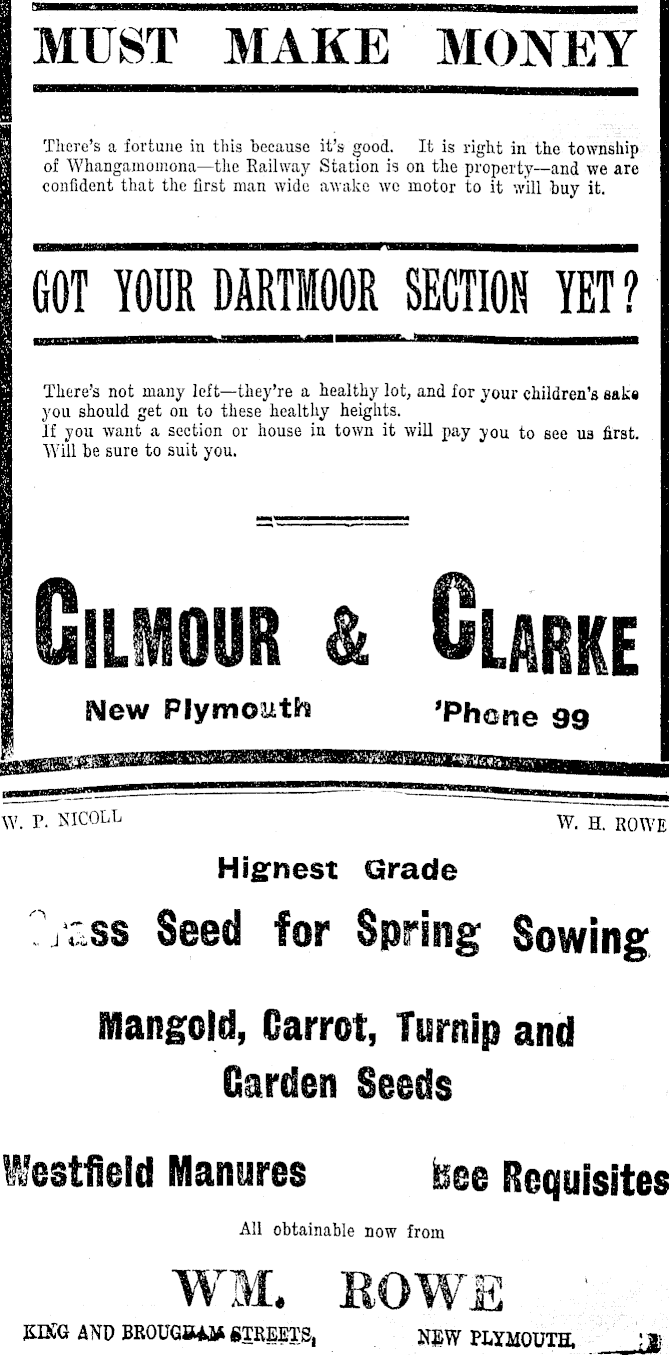 MUST MAKE MONEY
There's a fortune in this because it's good. It is right in the township
of Whangamomona—the Railway Station is on the property—and we are
confident that the first man wide awake we motor to it will buy it.
GOT YOUR DARTMOOR SECTION YET?
There's not many left—they're a healthy lot, and for your children's sake
you should get on to these healthy heights.
If you want a section or house in town it will pay you to see us first.
Will be sure to suit you.
GILMOUR & CLARKE
New Plymouth 'Phone 99
W. P. NICOLL W. H. ROWE
Highest Grade
Grass Seed for Spring Sowing
Mangold, Carrot, Turnip and
Garden Seeds
Westfield Manures Bee Requisites
All obtainable now from
WM. ROWE
KING AND BROUGHAM STREETS, NEW PLYMOUTH.